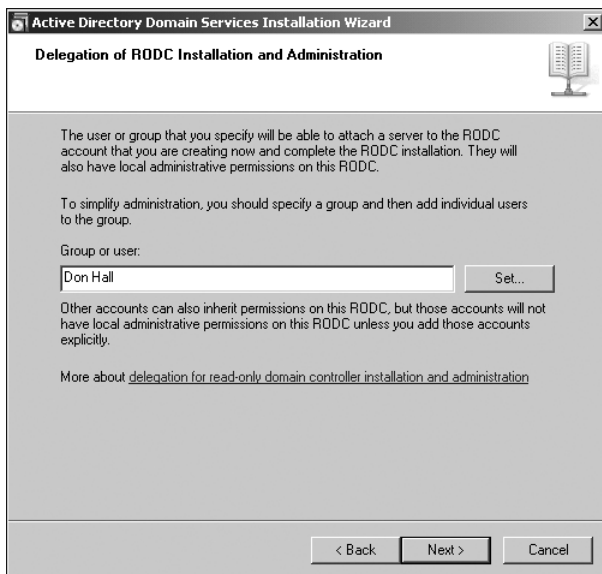 Active Directory Domain Services Installation Wizard
Delegation of RODC Installation and Administration
The user or group that you specify will be able to attach a server to the RODC
account that you are creating now and complete the RODC installation. They will
also have local administrative permissions on this RODC.
To simplify administration, you should specify a group and then add individual users
to the group.
Group or user:
Don Hall
Set...
Other accounts can also inherit permissions on this RODC, but those accounts will not
have local administrative permissions on this RODC unless you add those accounts
explicitly.
More about delegation for read-only domain controller installation and administration
< Back
Next >
Cancel